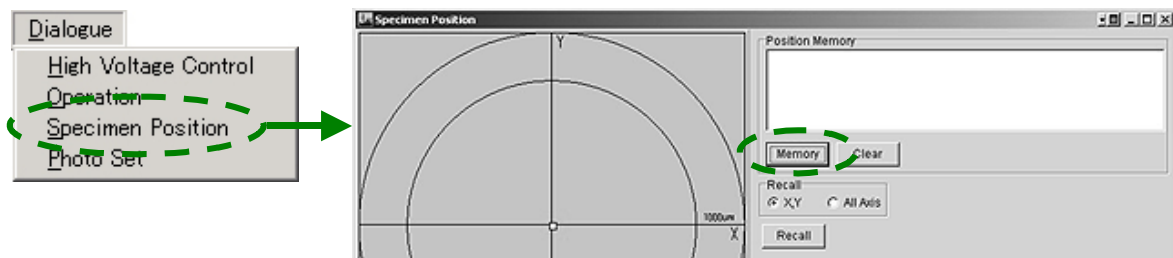 Dialogue
High Voltage Control
Operation
Specimen Position
Photo Set
Specimen Position
Y
1000um
X
Position Memory
Memory Clear
Recall
X,Y All Axis
Recall